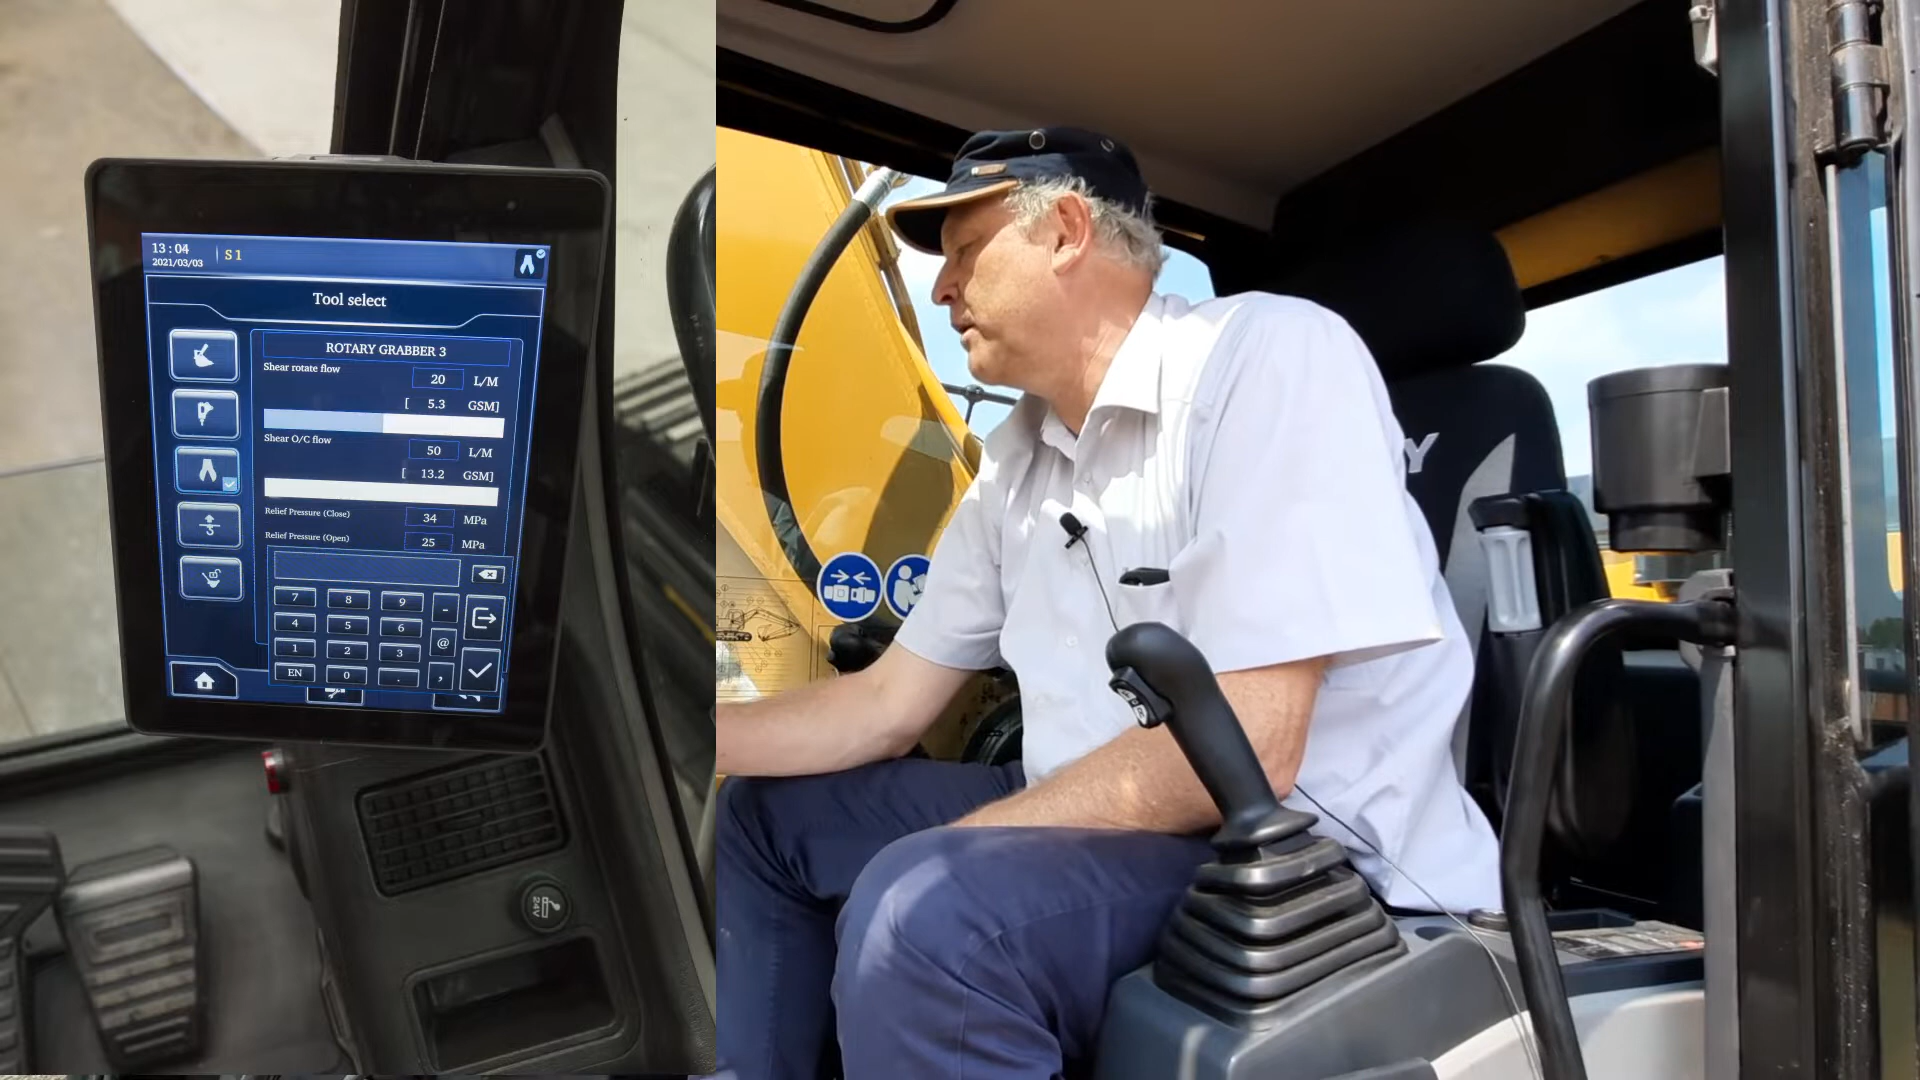 13:04
2021/03/03
S 1
Tool select
ROTARY GRABBER 3
Shear rotate flow
20 L/M
[ 5.3 GSM]
Shear O/C flow
50 L/M
[ 13.2 GSM]
Relief Pressure (Close)
34 MPa
Relief Pressure (Open)
25 MPa
7 8 9 -
4 5 6
@
1 2 3
EN 0 . ,
24V
Y